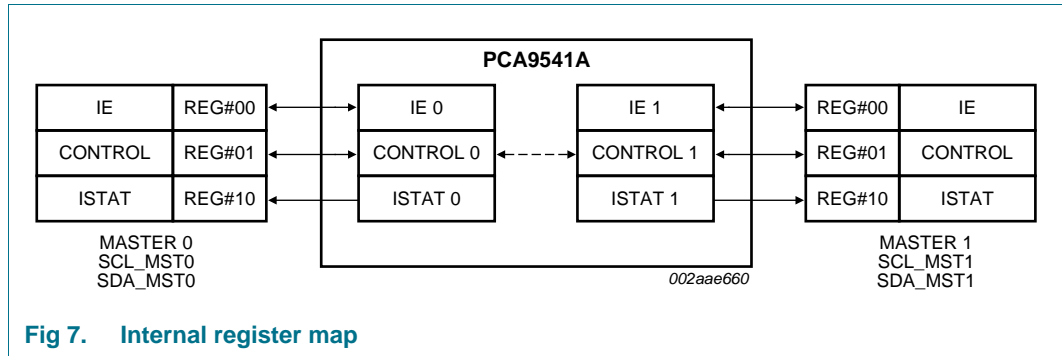 PCA9541A
IE REG#00 IE 0 IE 1 REG#00 IE
CONTROL REG#01 CONTROL 0 CONTROL 1 REG#01 CONTROL
ISTAT REG#10 ISTAT 0 ISTAT 1 REG#10 ISTAT
MASTER 0 MASTER 1
SCL_MST0 SCL_MST1
SDA_MST0 SDA_MST1
002aae660
Fig 7. Internal register map